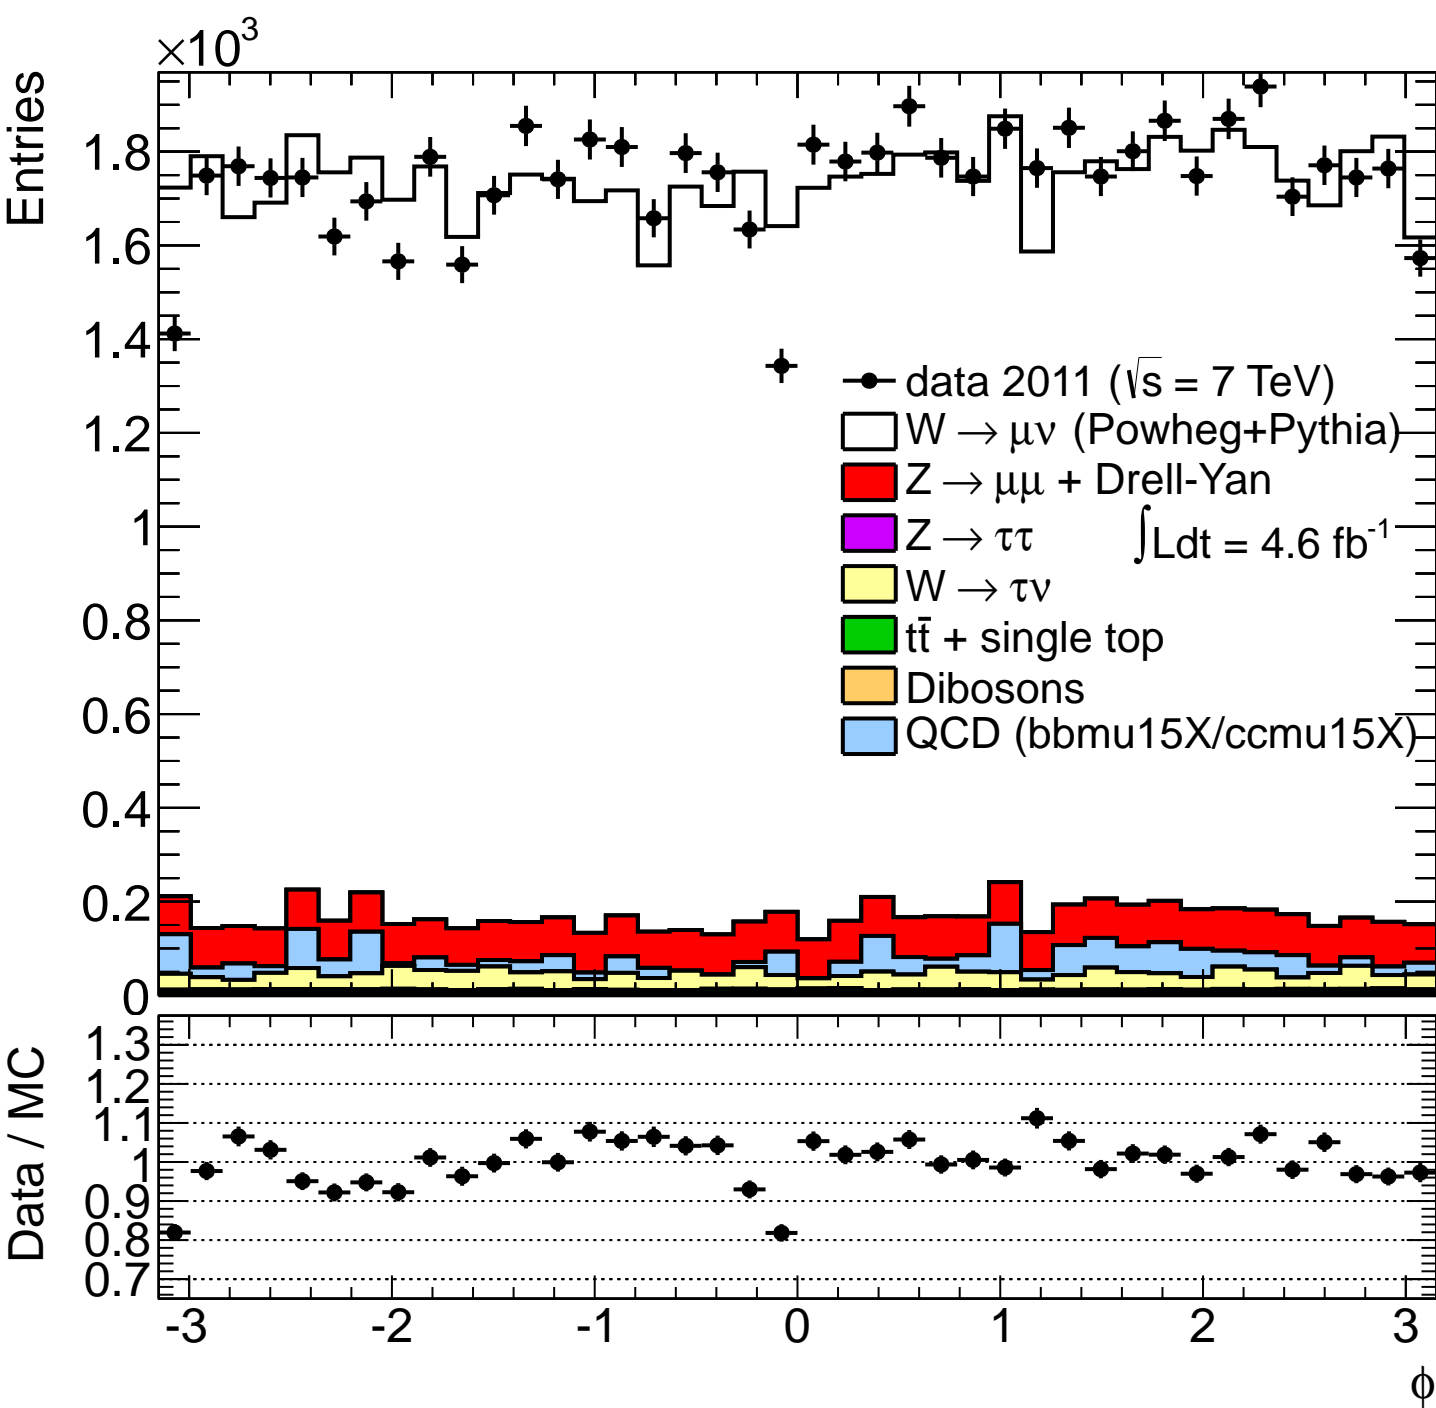 ×10³
Entries
1.8
1.6
1.4
1.2
1
0.8
0.6
0.4
0.2
0
data 2011 (√s = 7 TeV)
W → μν (Powheg+Pythia)
Z → μμ + Drell-Yan
Z → ττ
∫Ldt = 4.6 fb⁻¹
W → τν
tt̄ + single top
Dibosons
QCD (bbmu15X/ccmu15X)
Data / MC
1.3
1.2
1.1
1
0.9
0.8
0.7
-3 -2 -1 0 1 2 3
ϕ